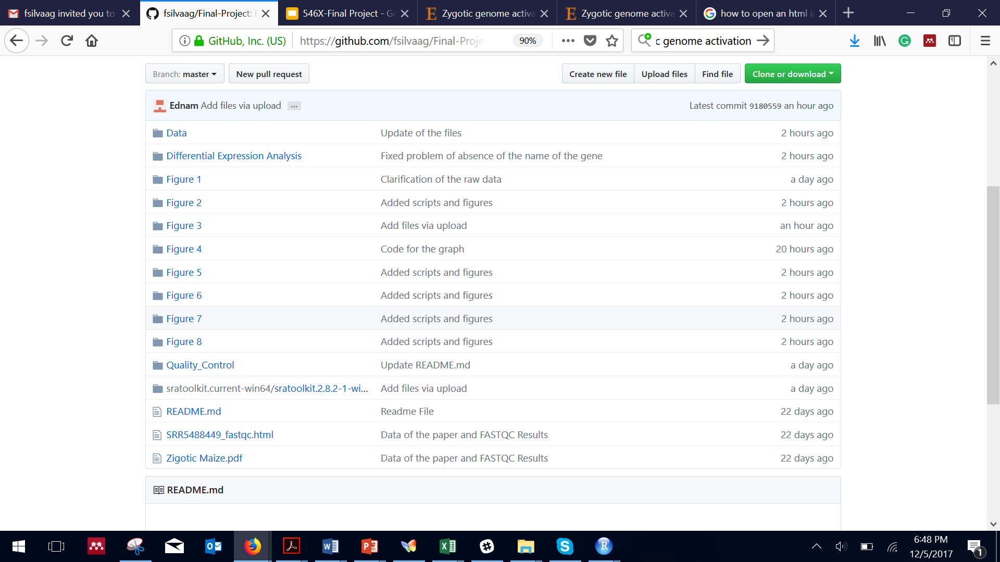 fsilvaag invited you to
fsilvaag/Final-Project:
546X-Final Project - Go
Zygotic genome activa
Zygotic genome activa
how to open an html i
GitHub, Inc. (US)
https://github.com/fsilvaag/Final-Proje
90%
c genome activation
Branch: master
New pull request
Create new file
Upload files
Find file
Clone or download
Ednam Add files via upload ...
Latest commit 9180559 an hour ago
Data Update of the files 2 hours ago
Differential Expression Analysis Fixed problem of absence of the name of the gene 2 hours ago
Figure 1 Clarification of the raw data a day ago
Figure 2 Added scripts and figures 2 hours ago
Figure 3 Add files via upload an hour ago
Figure 4 Code for the graph 20 hours ago
Figure 5 Added scripts and figures 2 hours ago
Figure 6 Added scripts and figures 2 hours ago
Figure 7 Added scripts and figures 2 hours ago
Figure 8 Added scripts and figures 2 hours ago
Quality_Control Update README.md a day ago
sratoolkit.current-win64/sratoolkit.2.8.2-1-wi... Add files via upload a day ago
README.md Readme File 22 days ago
SRR5488449_fastqc.html Data of the paper and FASTQC Results 22 days ago
Zigotic Maize.pdf Data of the paper and FASTQC Results 22 days ago
README.md
6:48 PM
12/5/2017
1